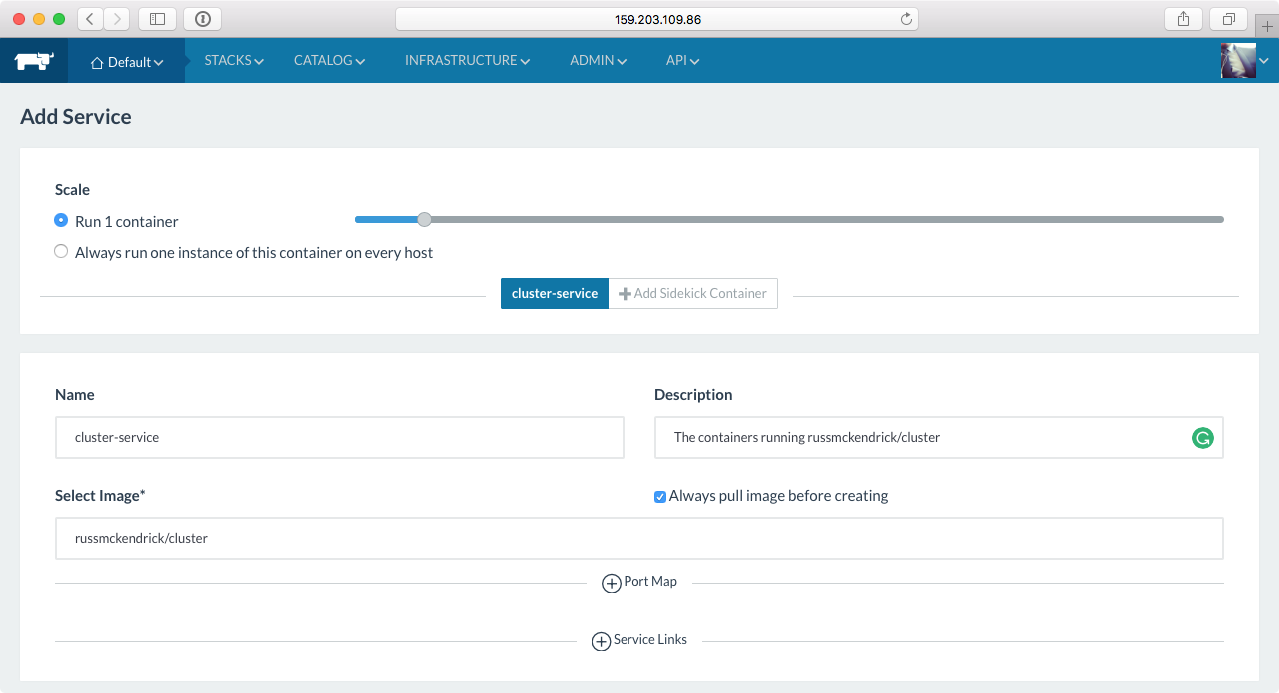 159.203.109.86
Default STACKS CATALOG INFRASTRUCTURE ADMIN API
Add Service
Scale
Run 1 container
Always run one instance of this container on every host
cluster-service Add Sidekick Container
Name Description
cluster-service The containers running russmckendrick/cluster
Select Image* Always pull image before creating
russmckendrick/cluster
Port Map
Service Links